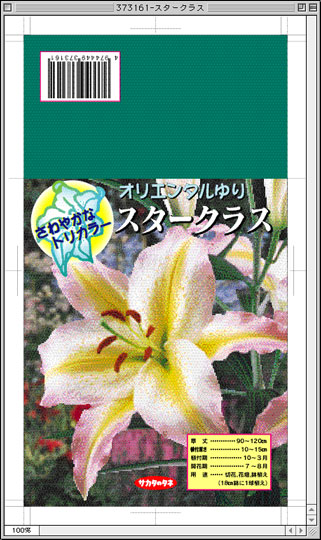 373161-スタークラス
4 974449 373161
オリエンタルゆり
スタークラス
さわやかな
トリカラー
草　丈 ………… 90～120cm
植付深さ ………… 10～15cm
植付期 ………… 10～3月
開花期 ………… 7～8月
用　途 …… 切花、花壇、鉢植え
(18cm鉢に1球植え)
サカタのタネ
100%